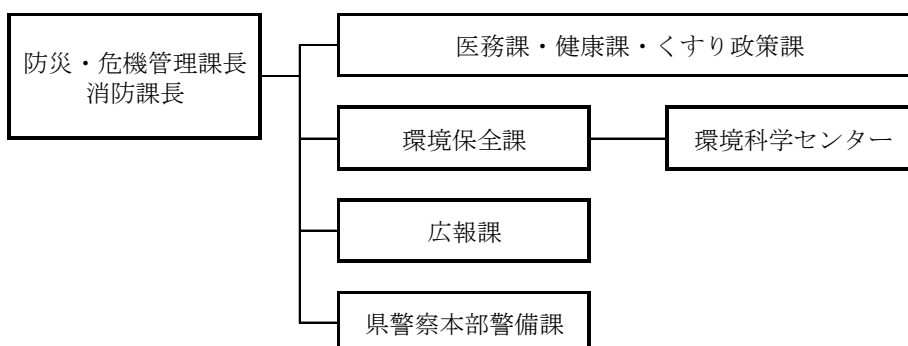 防災・危機管理課長
消防課長
医務課・健康課・くすり政策課
環境保全課
環境科学センター
広報課
県警察本部警備課